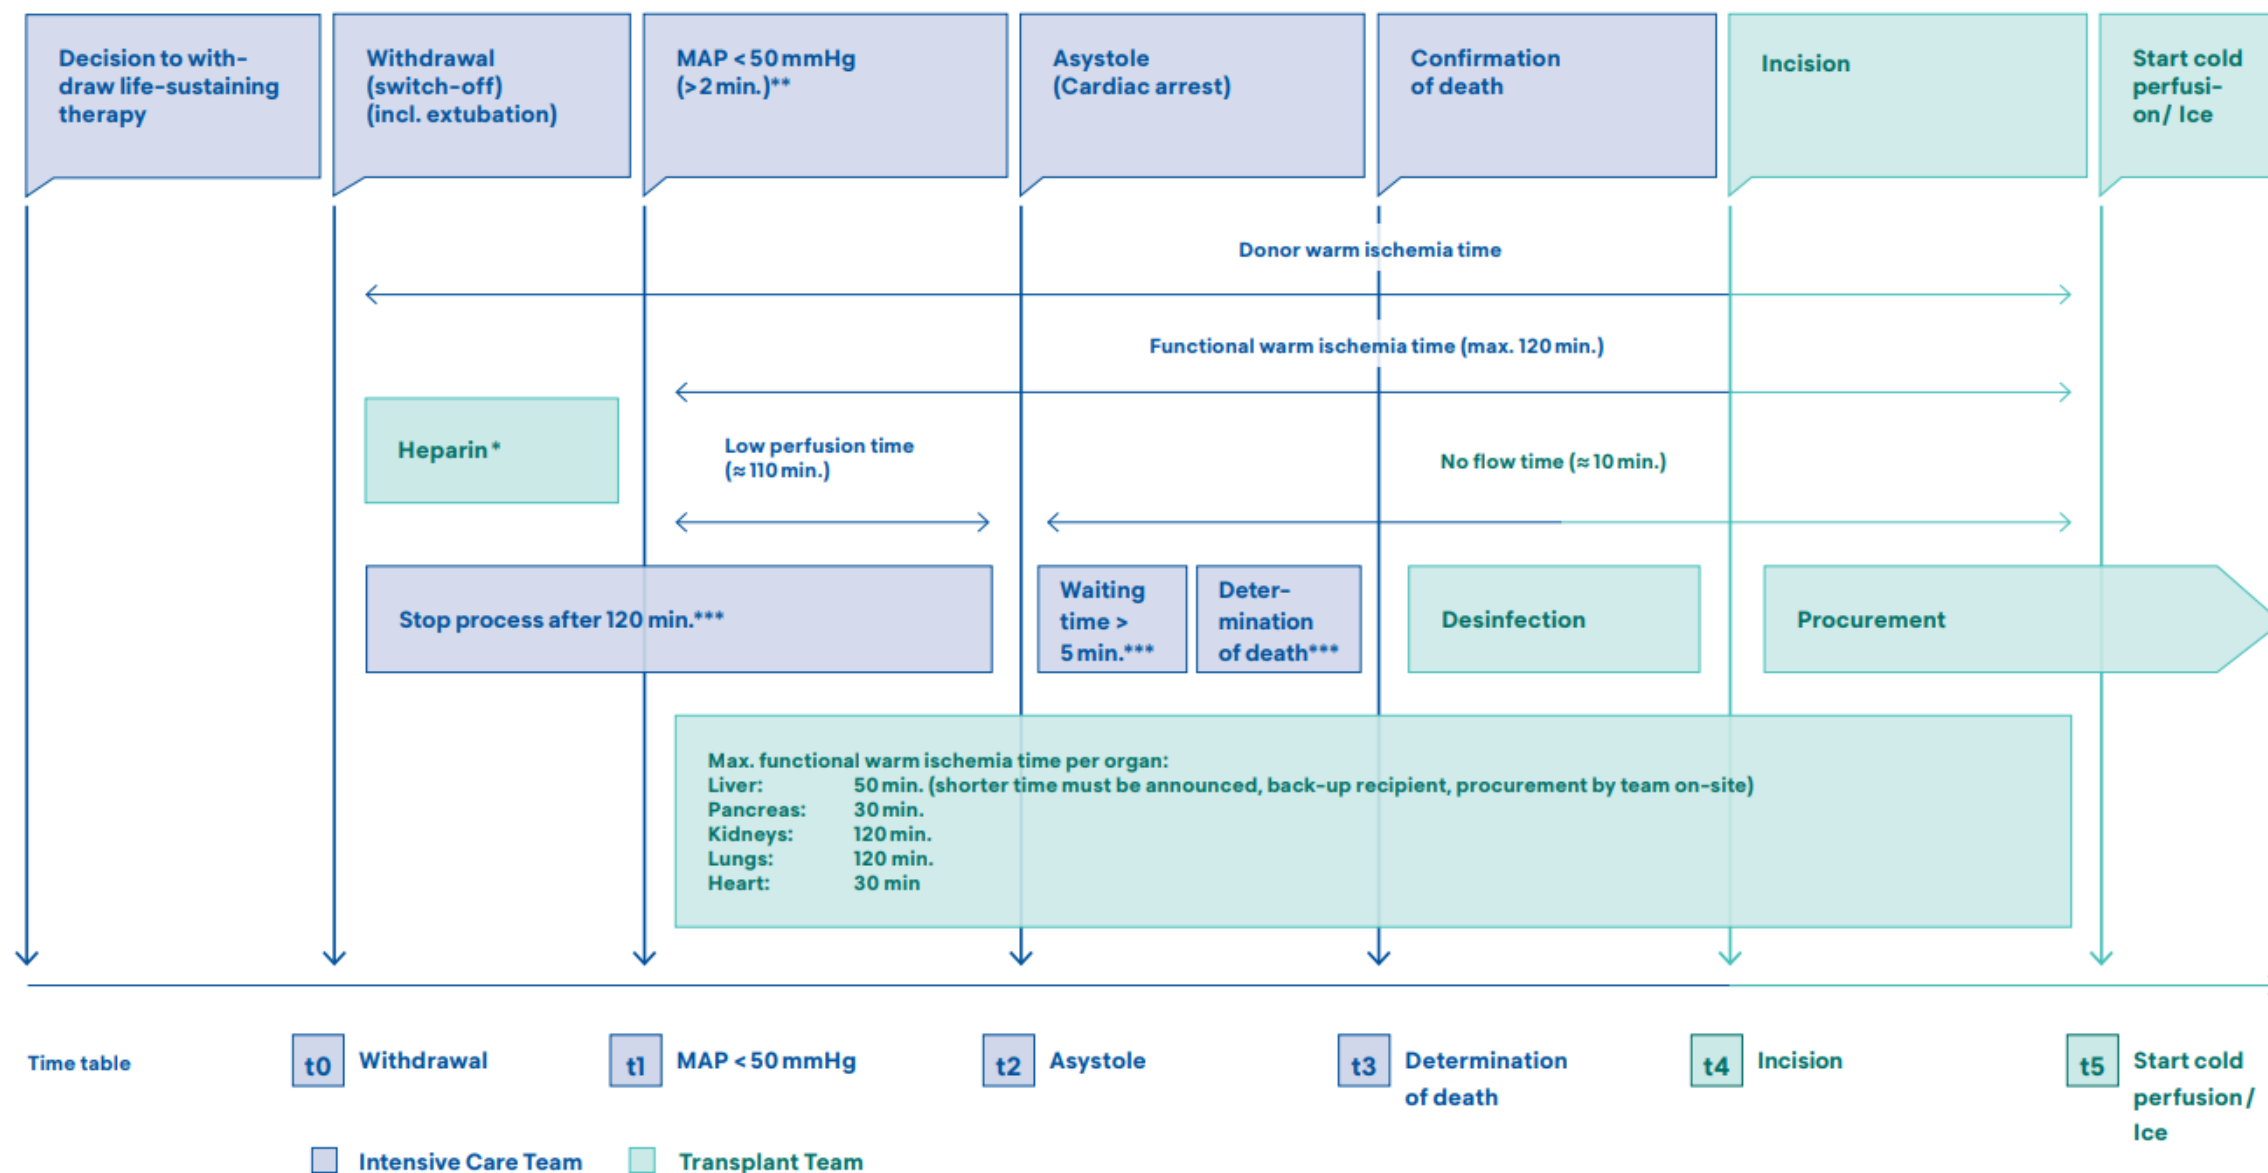 Decision to with-
draw life-sustaining
therapy
Withdrawal
(switch-off)
(incl. extubation)
MAP < 50 mmHg
(>2 min.)**
Asystole
(Cardiac arrest)
Confirmation
of death
Incision
Start cold
perfusi-
on/ Ice
Donor warm ischemia time
Functional warm ischemia time (max. 120 min.)
Heparin*
Low perfusion time
(≈ 110 min.)
No flow time (≈ 10 min.)
Stop process after 120 min.***
Waiting
time >
5 min.***
Deter-
mination
of death***
Desinfection
Procurement
Max. functional warm ischemia time per organ:
Liver: 50 min. (shorter time must be announced, back-up recipient, procurement by team on-site)
Pancreas: 30 min.
Kidneys: 120 min.
Lungs: 120 min.
Heart: 30 min
Time table
t0 Withdrawal
t1 MAP < 50 mmHg
t2 Asystole
t3 Determination
of death
t4 Incision
t5 Start cold
perfusion/
Ice
Intensive Care Team
Transplant Team